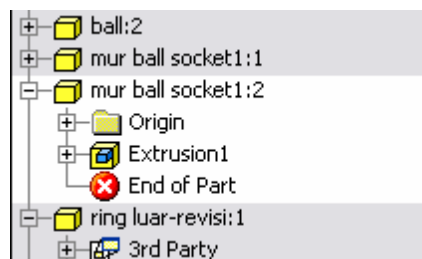 ball:2
mur ball socket1:1
mur ball socket1:2
Origin
Extrusion1
End of Part
ring luar-revisi:1
3rd Party